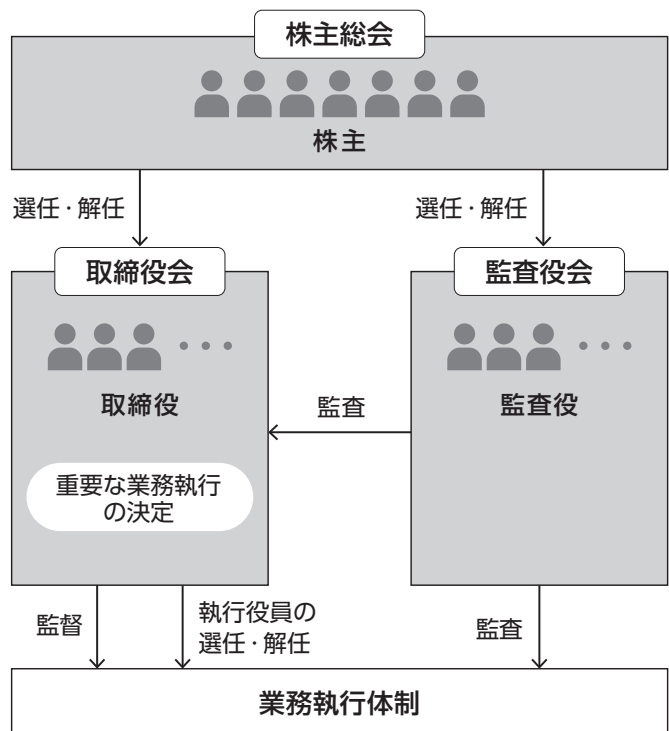 株主総会
株主
選任・解任
選任・解任
取締役会
監査役会
取締役
監査
監査役
重要な業務執行
の決定
監督
執行役員の
選任・解任
監査
業務執行体制